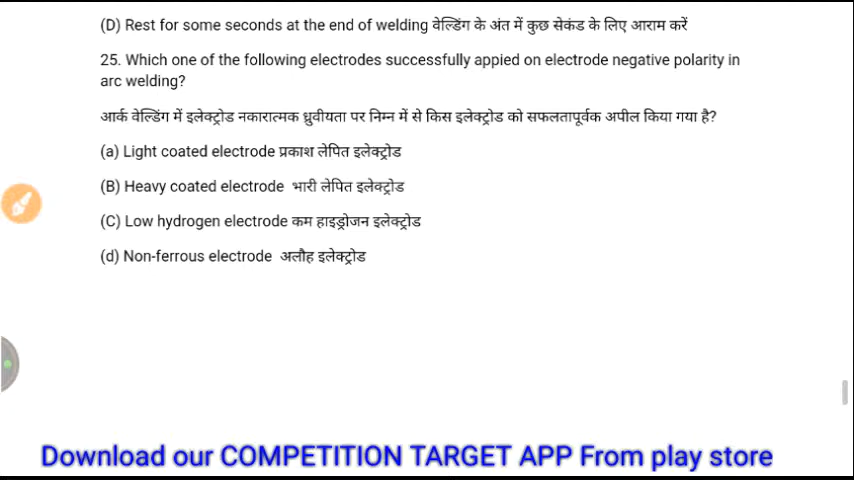 (D) Rest for some seconds at the end of welding वेल्डिंग के अंत में कुछ सेकंड के लिए आराम करें
25. Which one of the following electrodes successfully appied on electrode negative polarity in
arc welding?
आर्क वेल्डिंग में इलेक्ट्रोड नकारात्मक ध्रुवीयता पर निम्न में से किस इलेक्ट्रोड को सफलतापूर्वक अपील किया गया है?
(a) Light coated electrode प्रकाश लेपित इलेक्ट्रोड
(B) Heavy coated electrode भारी लेपित इलेक्ट्रोड
(C) Low hydrogen electrode कम हाइड्रोजन इलेक्ट्रोड
(d) Non-ferrous electrode अलौह इलेक्ट्रोड
Download our COMPETITION TARGET APP From play store